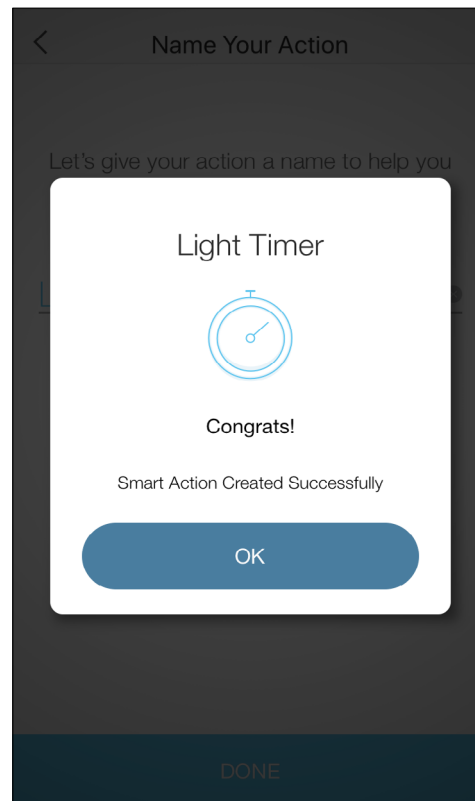 Name Your Action
Let's give your action a name to help you
Light Timer
Congrats!
Smart Action Created Successfully
OK
DONE